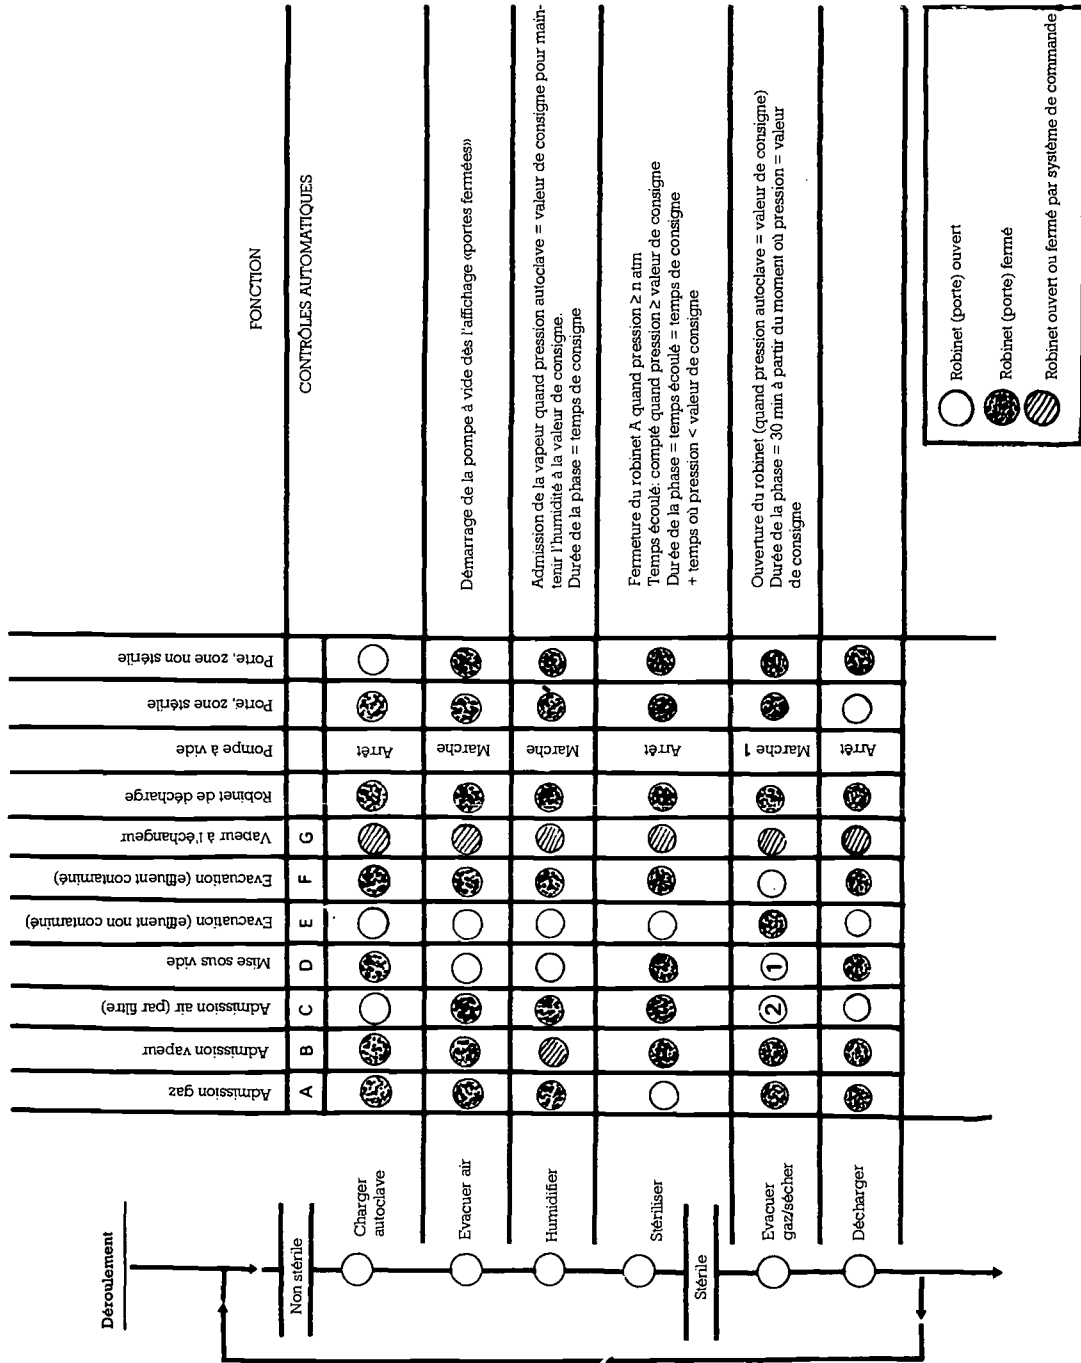 Déroulement
Non stérile
Charger
autoclave
Evacuer air
Humidifier
Stériliser
Stérile
Evacuer
gaz/sécher
Décharger
Admission gaz
Admission vapeur
Admission air (par filtre)
Mise sous vide
Evacuation (effluent non contaminé)
Evacuation (effluent contaminé)
Vapeur à l'échangeur
Robinet de décharge
Pompe à vide
Porte, zone stérile
Porte, zone non stérile
A
B
C
D
E
F
G
Arrêt
Marche
Marche
Arrêt
2
1
Marche 1
Arrêt
FONCTION
CONTRÔLES AUTOMATIQUES
Démarrage de la pompe à vide dès l'affichage «portes fermées»
Admission de la vapeur quand pression autoclave = valeur de consigne pour main-
tenir l'humidité à la valeur de consigne.
Durée de la phase = temps de consigne
Fermeture du robinet A quand pression ≥ n atm
Temps écoulé: compté quand pression ≥ valeur de consigne
Durée de la phase = temps écoulé = temps de consigne
+ temps où pression < valeur de consigne
Ouverture du robinet (quand pression autoclave = valeur de consigne)
Durée de la phase = 30 min à partir du moment où pression = valeur
de consigne
Robinet (porte) ouvert
Robinet (porte) fermé
Robinet ouvert ou fermé par système de commande